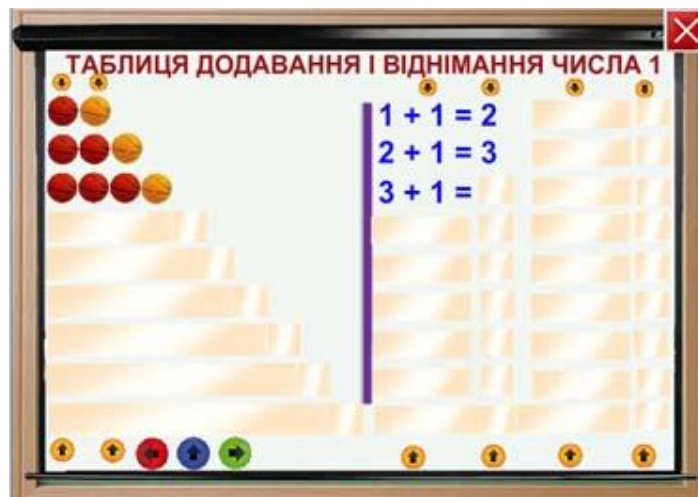 ТАБЛИЦЯ ДОДАВАННЯ І ВІДНІМАННЯ ЧИСЛА 1
1 + 1 = 2
2 + 1 = 3
3 + 1 =